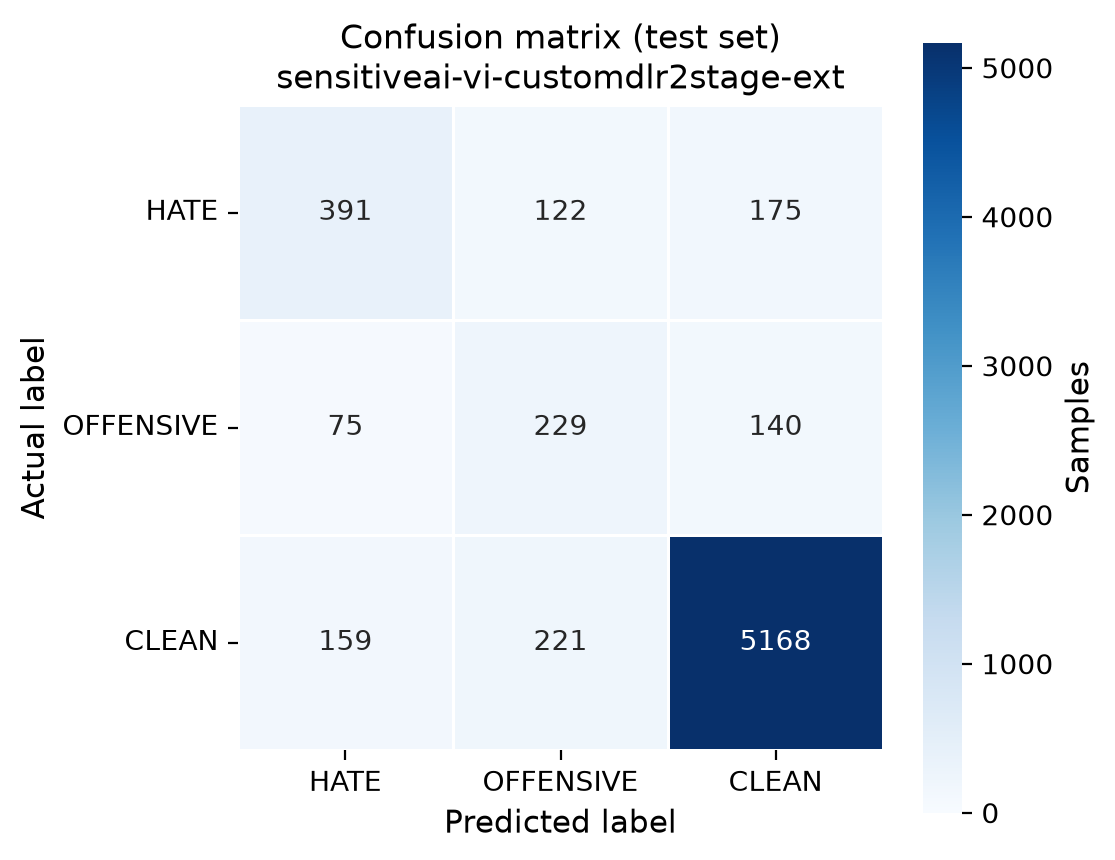 Confusion matrix (test set)
sensitiveai-vi-customdlr2stage-ext
HATE
391
122
175
OFFENSIVE
75
229
140
CLEAN
159
221
5168
HATE
OFFENSIVE
CLEAN
Predicted label
Actual label
5000
4000
3000
2000
1000
0
Samples